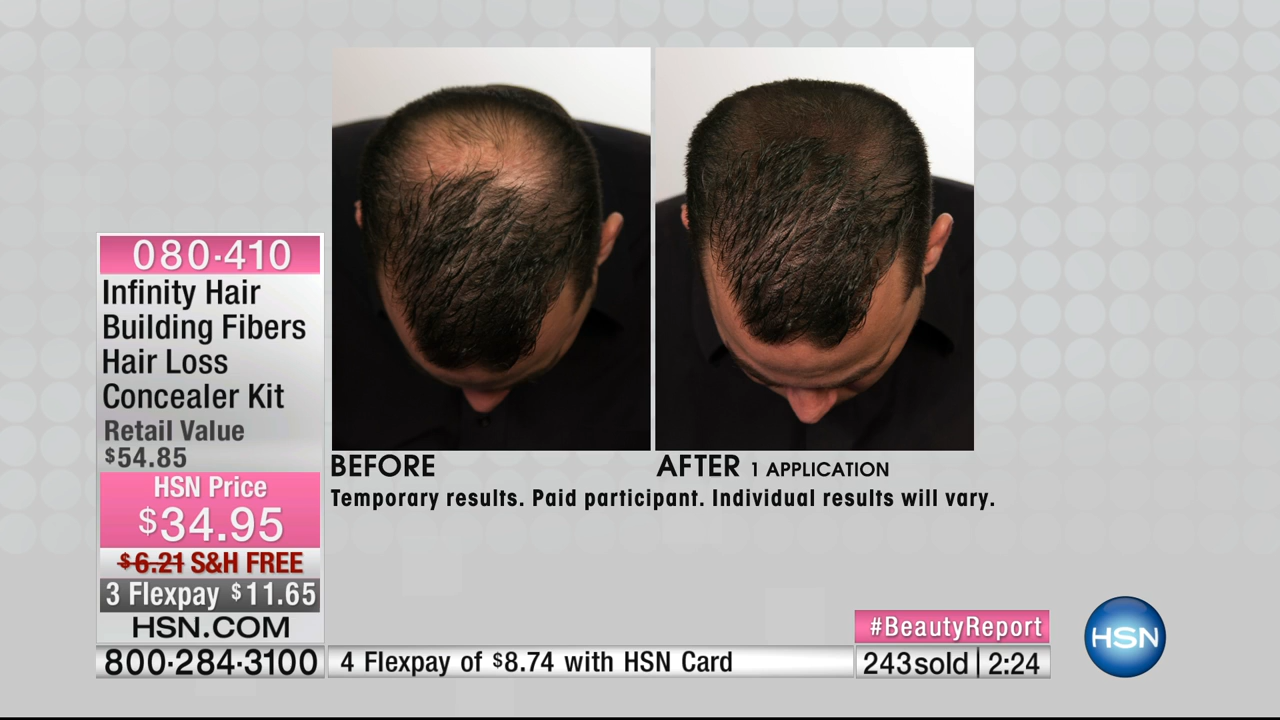 080·410
Infinity Hair
Building Fibers
Hair Loss
Concealer Kit
Retail Value
$54.85
HSN Price
$34.95
$6.21 S&H FREE
3 Flexpay $11.65
HSN.COM
800·284·3100
BEFORE
AFTER 1 APPLICATION
Temporary results. Paid participant. Individual results will vary.
4 Flexpay of $8.74 with HSN Card
#BeautyReport
243sold | 2:24
HSN